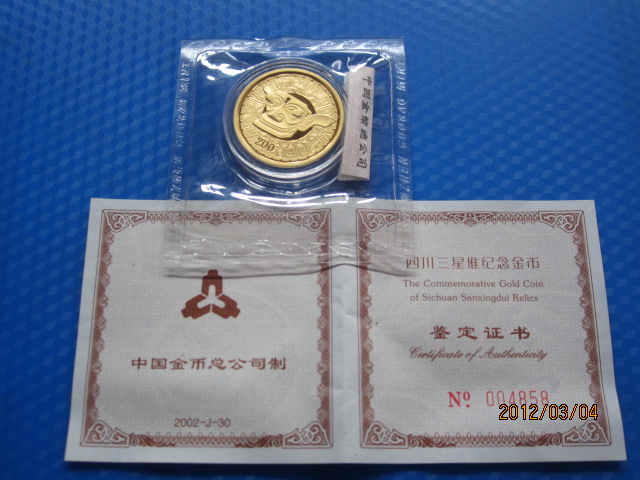 200
中国金币总公司
四川三星堆纪念金币
The Commemorative Gold Coin
of Sichuan Sanxingdui Relics
鉴定证书
Certificate of Authenticity
Nº 004858
中国金币总公司制
2002-J-30
2012/03/04